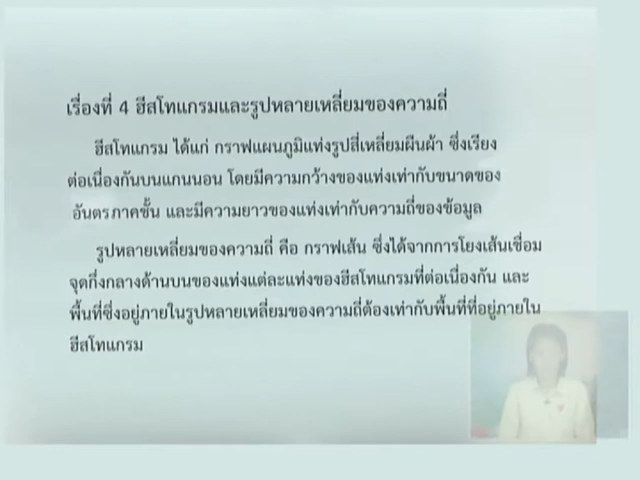 เรื่องที่ 4 ฮีสโทแกรมและรูปหลายเหลี่ยมของความถี่
ฮีสโทแกรม ได้แก่ กราฟแผนภูมิแท่งรูปสี่เหลี่ยมผืนผ้า ซึ่งเรียง
ต่อเนื่องกันบนแกนนอน โดยมีความกว้างของแท่งเท่ากับขนาดของ
อันตรภาคชั้น และมีความยาวของแท่งเท่ากับความถี่ของข้อมูล
รูปหลายเหลี่ยมของความถี่ คือ กราฟเส้น ซึ่งได้จากการโยงเส้นเชื่อม
จุดกึ่งกลางด้านบนของแท่งแต่ละแท่งของฮีสโทแกรมที่ต่อเนื่องกัน และ
พื้นที่ซึ่งอยู่ภายในรูปหลายเหลี่ยมของความถี่ต้องเท่ากับพื้นที่ที่อยู่ภายใน
ฮีสโทแกรม